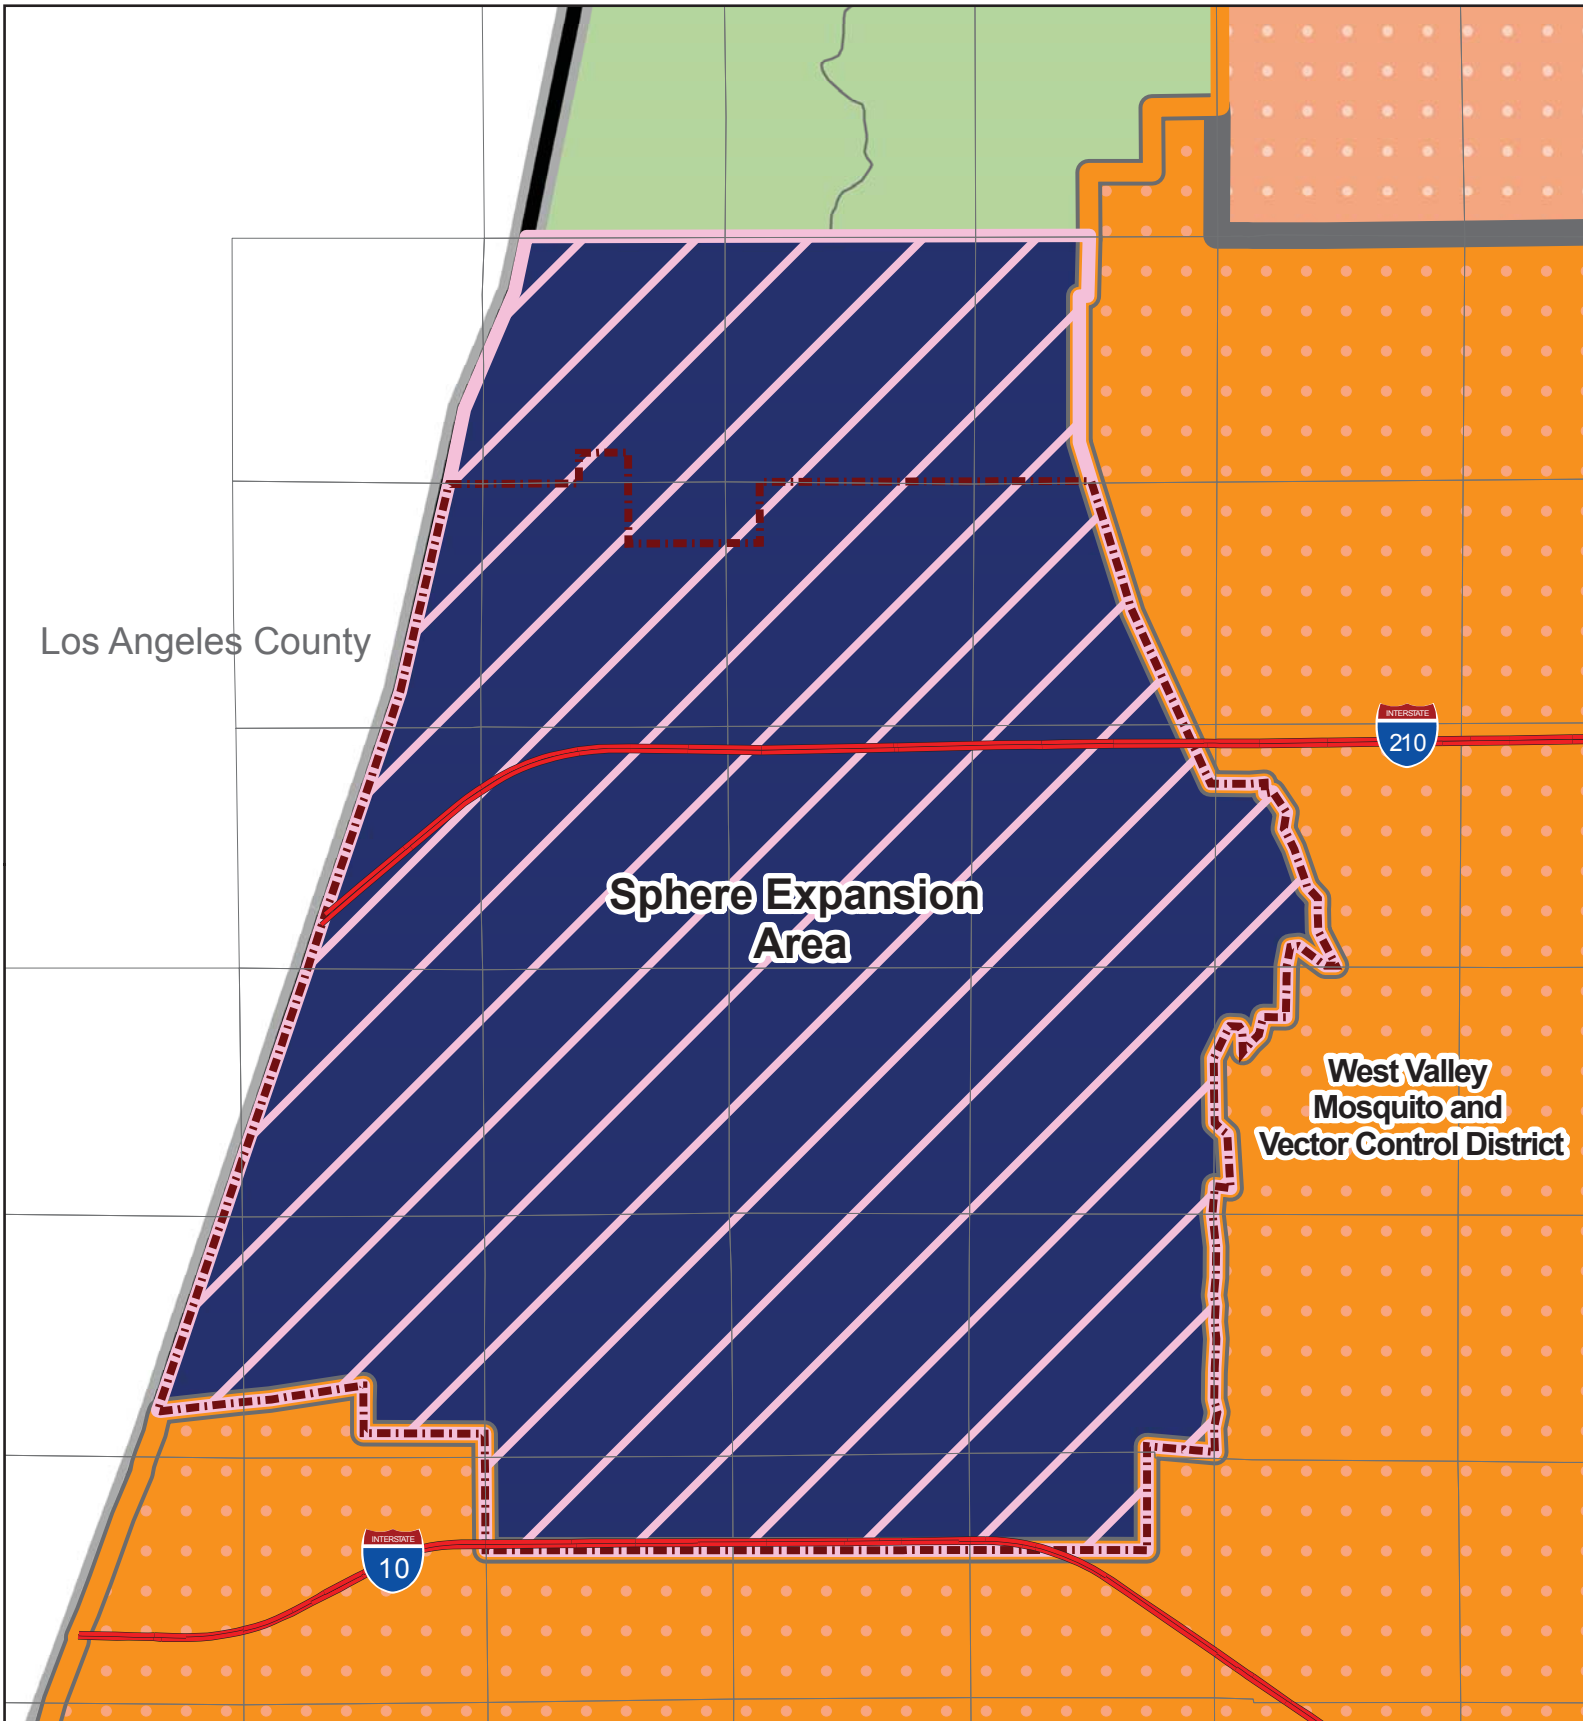 Los Angeles County
INTERSTATE
210
Sphere Expansion
Area
West Valley
Mosquito and
Vector Control District
INTERSTATE
10